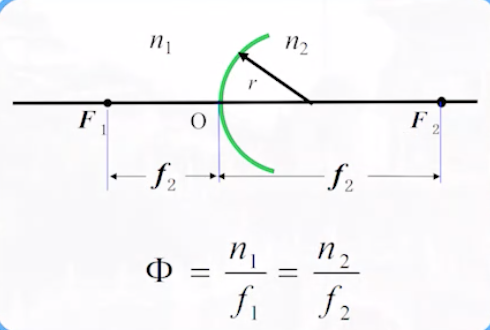 n₁ n₂
r
F₁ O F₂
f₂ f₂
Φ = n₁/f₁ = n₂/f₂